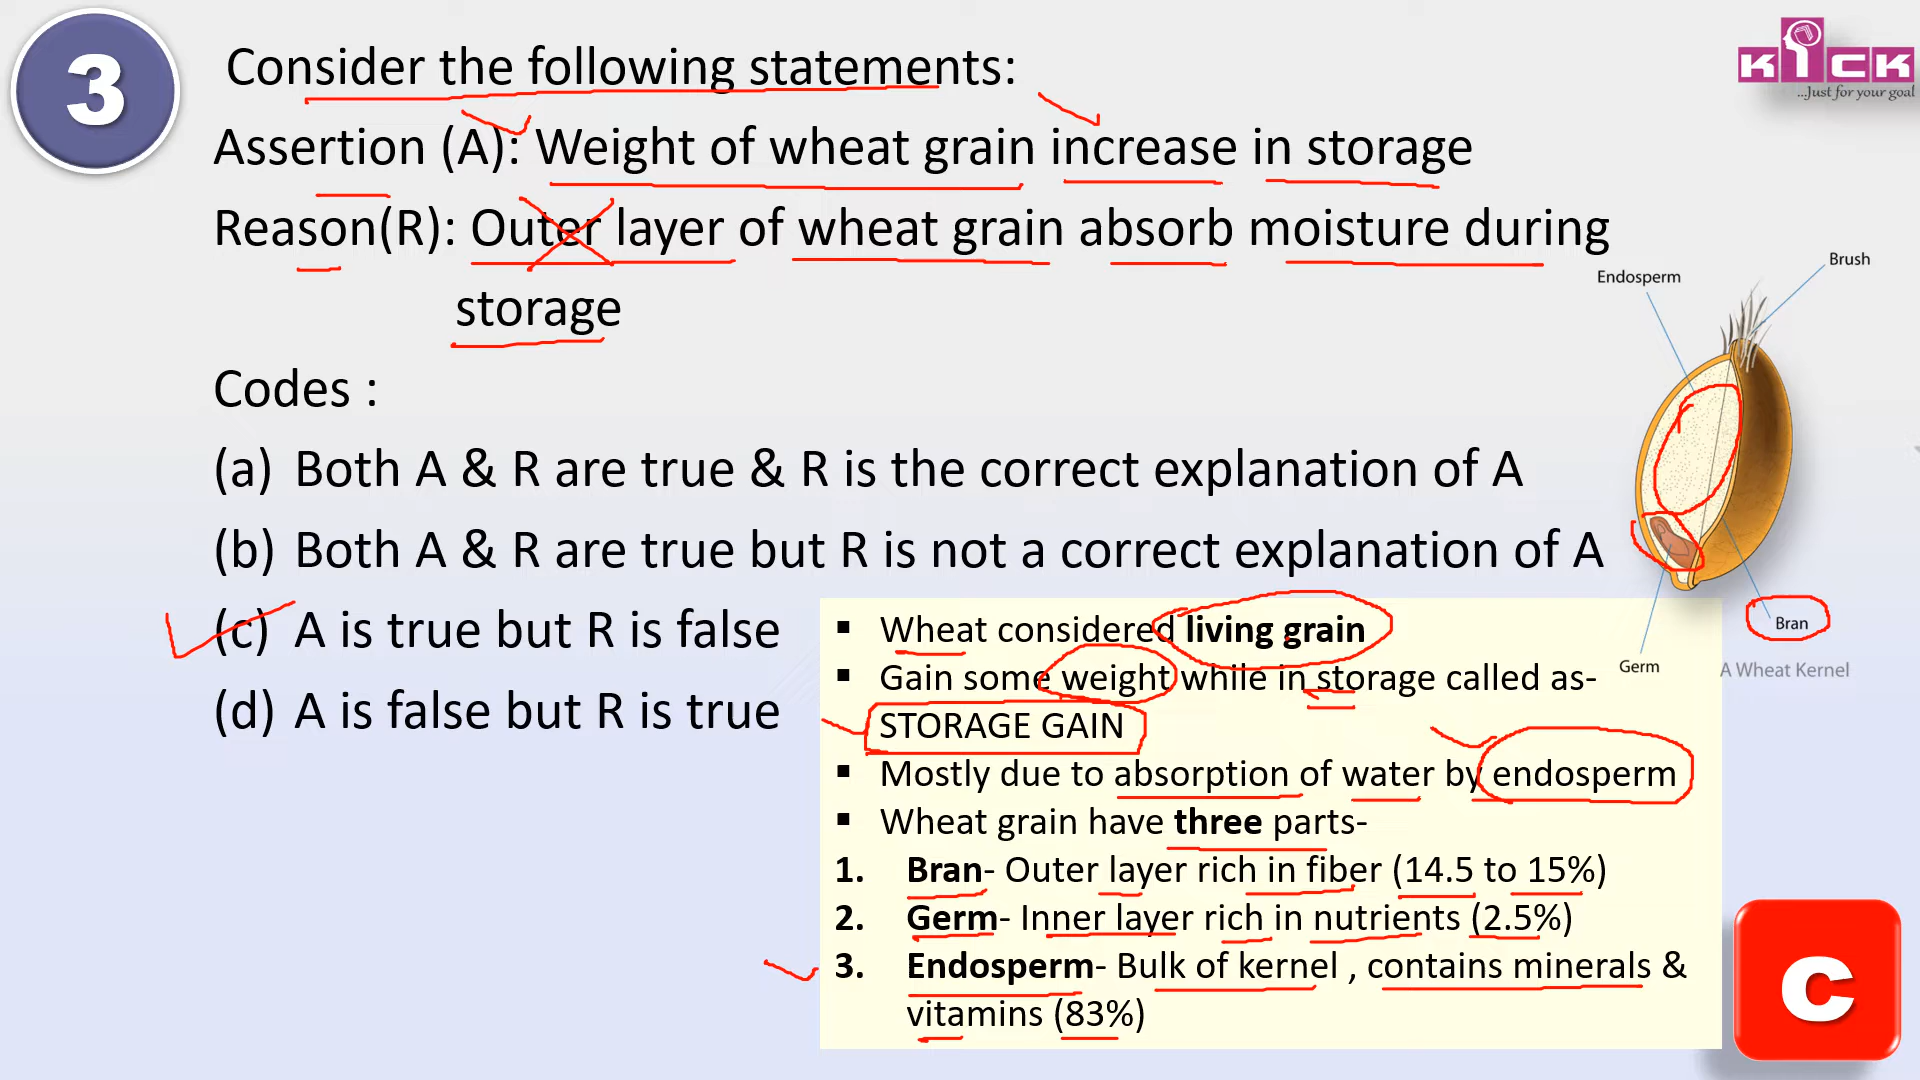 3
Consider the following statements:
KICK
...Just for your goal
Assertion (A): Weight of wheat grain increase in storage
Reason(R): Outer layer of wheat grain absorb moisture during
storage
Brush
Endosperm
Codes :
(a) Both A & R are true & R is the correct explanation of A
(b) Both A & R are true but R is not a correct explanation of A
(c) A is true but R is false
(d) A is false but R is true
Bran
Germ
A Wheat Kernel
▪ Wheat considered living grain
▪ Gain some weight while in storage called as-
STORAGE GAIN
▪ Mostly due to absorption of water by endosperm
▪ Wheat grain have three parts-
1. Bran- Outer layer rich in fiber (14.5 to 15%)
2. Germ- Inner layer rich in nutrients (2.5%)
3. Endosperm- Bulk of kernel , contains minerals &
vitamins (83%)
C